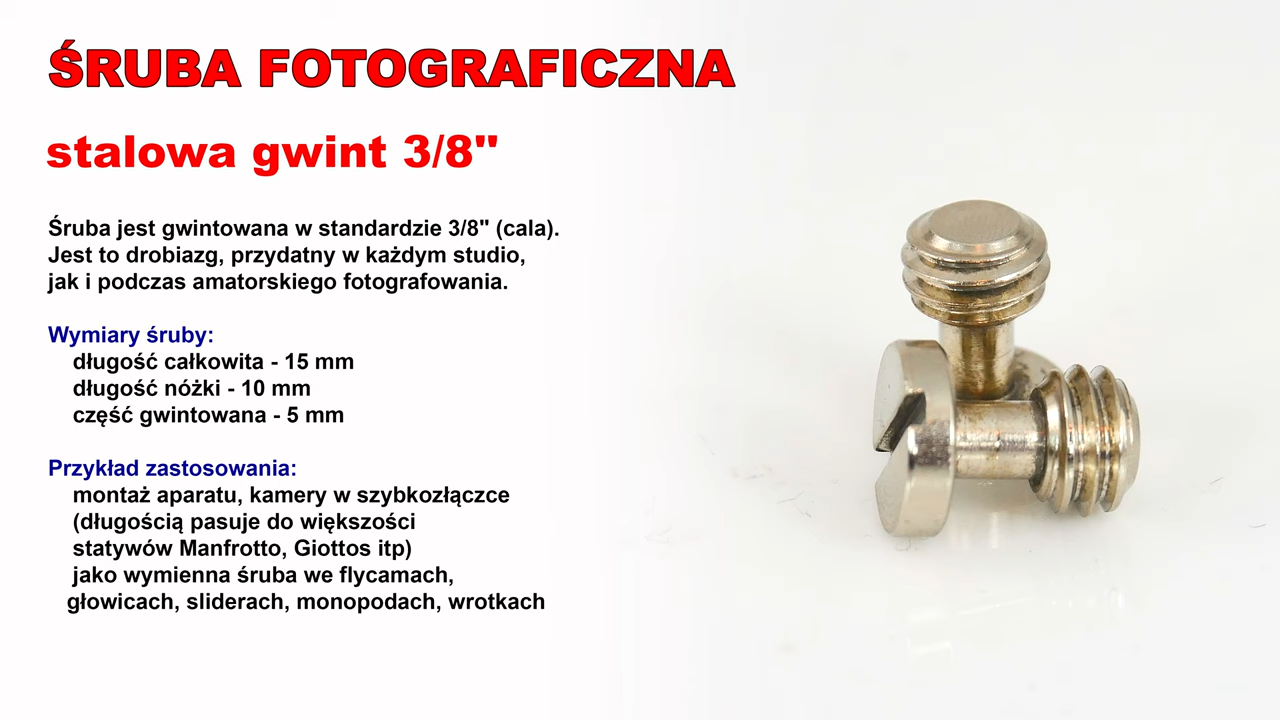 ŚRUBA FOTOGRAFICZNA
stalowa gwint 3/8"
Śruba jest gwintowana w standardzie 3/8" (cala).
Jest to drobiazg, przydatny w każdym studio,
jak i podczas amatorskiego fotografowania.
Wymiary śruby:
długość całkowita - 15 mm
długość nóżki - 10 mm
część gwintowana - 5 mm
Przykład zastosowania:
montaż aparatu, kamery w szybkozłączce
(długością pasuje do większości
statywów Manfrotto, Giottos itp)
jako wymienna śruba we flycamach,
głowicach, sliderach, monopodach, wrotkach